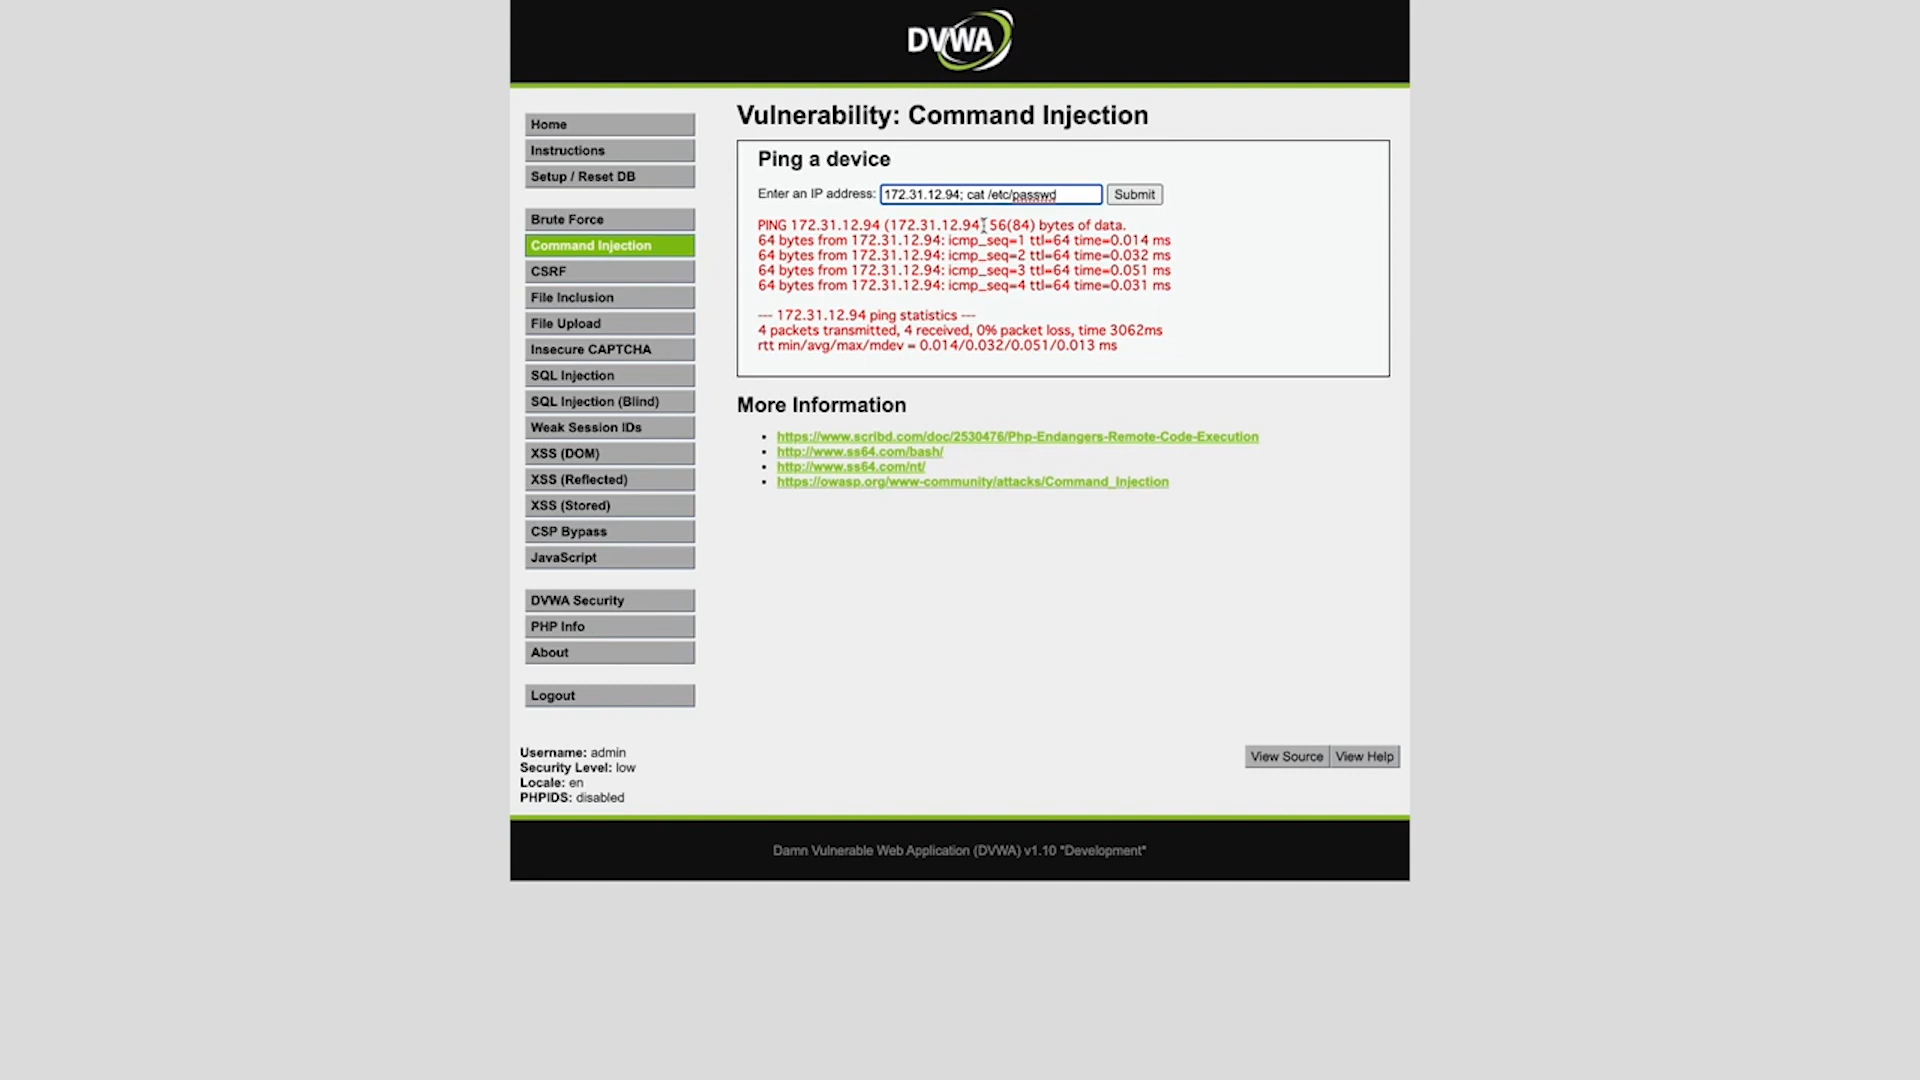 DVWA
Home
Instructions
Setup / Reset DB
Brute Force
Command Injection
CSRF
File Inclusion
File Upload
Insecure CAPTCHA
SQL Injection
SQL Injection (Blind)
Weak Session IDs
XSS (DOM)
XSS (Reflected)
XSS (Stored)
CSP Bypass
JavaScript
DVWA Security
PHP Info
About
Logout
Vulnerability: Command Injection
Ping a device
Enter an IP address: 172.31.12.94; cat /etc/passwd Submit
PING 172.31.12.94 (172.31.12.94) 56(84) bytes of data.
64 bytes from 172.31.12.94: icmp_seq=1 ttl=64 time=0.014 ms
64 bytes from 172.31.12.94: icmp_seq=2 ttl=64 time=0.032 ms
64 bytes from 172.31.12.94: icmp_seq=3 ttl=64 time=0.051 ms
64 bytes from 172.31.12.94: icmp_seq=4 ttl=64 time=0.031 ms
--- 172.31.12.94 ping statistics ---
4 packets transmitted, 4 received, 0% packet loss, time 3062ms
rtt min/avg/max/mdev = 0.014/0.032/0.051/0.013 ms
More Information
https://www.scribd.com/doc/2530476/Php-Endangers-Remote-Code-Execution
http://www.ss64.com/bash/
http://www.ss64.com/nt/
https://owasp.org/www-community/attacks/Command_Injection
Username: admin
Security Level: low
Locale: en
PHPIDS: disabled
View Source View Help
Damn Vulnerable Web Application (DVWA) v1.10 "Development"